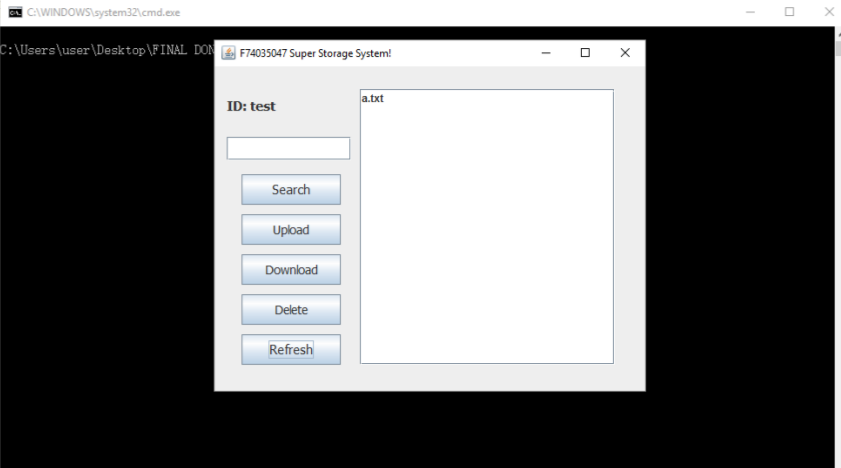 C:\WINDOWS\system32\cmd.exe
C:\Users\user\Desktop\FINAL DON
F74035047 Super Storage System!
ID: test
Search
Upload
Download
Delete
Refresh
a.txt